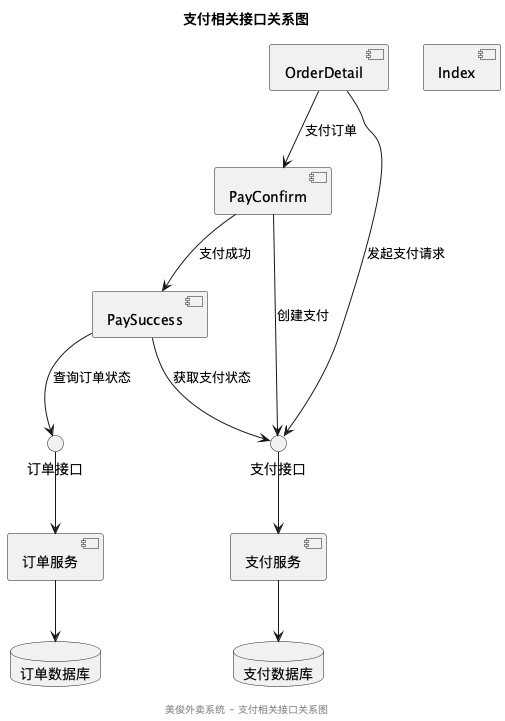 支付相关接口关系图
OrderDetail
Index
支付订单
PayConfirm
支付成功
发起支付请求
PaySuccess
创建支付
查询订单状态
获取支付状态
订单接口
支付接口
订单服务
支付服务
订单数据库
支付数据库
美俊外卖系统 – 支付相关接口关系图